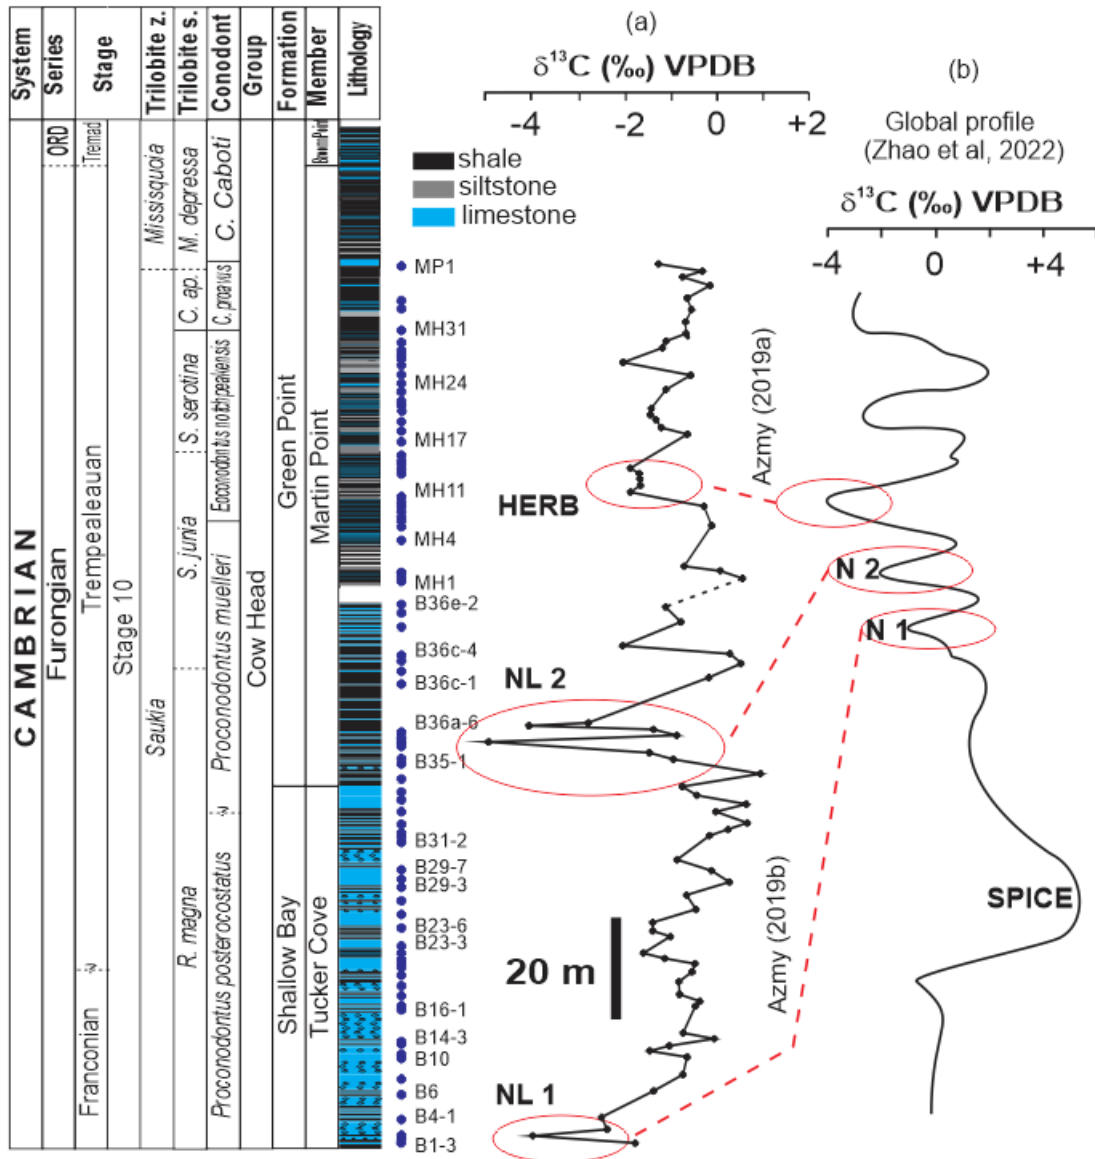 (a)
δ¹³C (‰) VPDB
-4 -2 0 +2
(b)
Global profile
(Zhao et al, 2022)
δ¹³C (‰) VPDB
-4 0 +4
System
Series
Stage
Trilobite z.
Trilobite s.
Conodont
Group
Formation
Member
Lithology
shale
siltstone
limestone
CAMBRIAN
ORD
Furongian
Tremad
Trempealeauan
Franconian
Stage 10
Missisquoia
Saukia
M. depressa
C. ap.
S. serotina
S. junia
R. magna
C. Caboti
C. proavus
Eoconodontus notchpeakensis
Proconodontus muelleri
Proconodontus posterocostatus
Cow Head
Green Point
Shallow Bay
Martin Point
Tucker Cove
MP1
MH31
MH24
MH17
MH11
MH4
MH1
B36e-2
B36c-4
B36c-1
B36a-6
B35-1
B31-2
B29-7
B29-3
B23-6
B23-3
B16-1
B14-3
B10
B6
B4-1
B1-3
HERB
NL 2
NL 1
20 m
Azmy (2019a)
Azmy (2019b)
N 2
N 1
SPICE